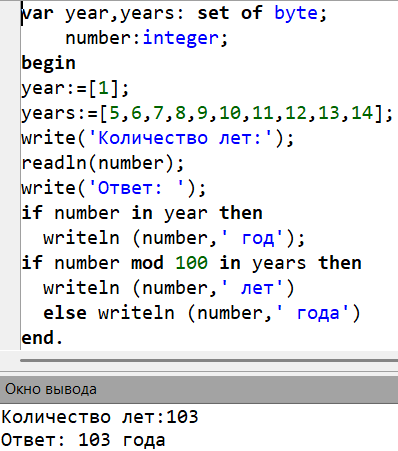 var year,years: set of byte;
    number:integer;
begin
year:=[1];
years:=[5,6,7,8,9,10,11,12,13,14];
write('Количество лет:');
readln(number);
write('Ответ: ');
if number in year then
  writeln (number,' год');
if number mod 100 in years then
  writeln (number,' лет')
  else writeln (number,' года')
end.
Окно вывода
Количество лет:103
Ответ: 103 года